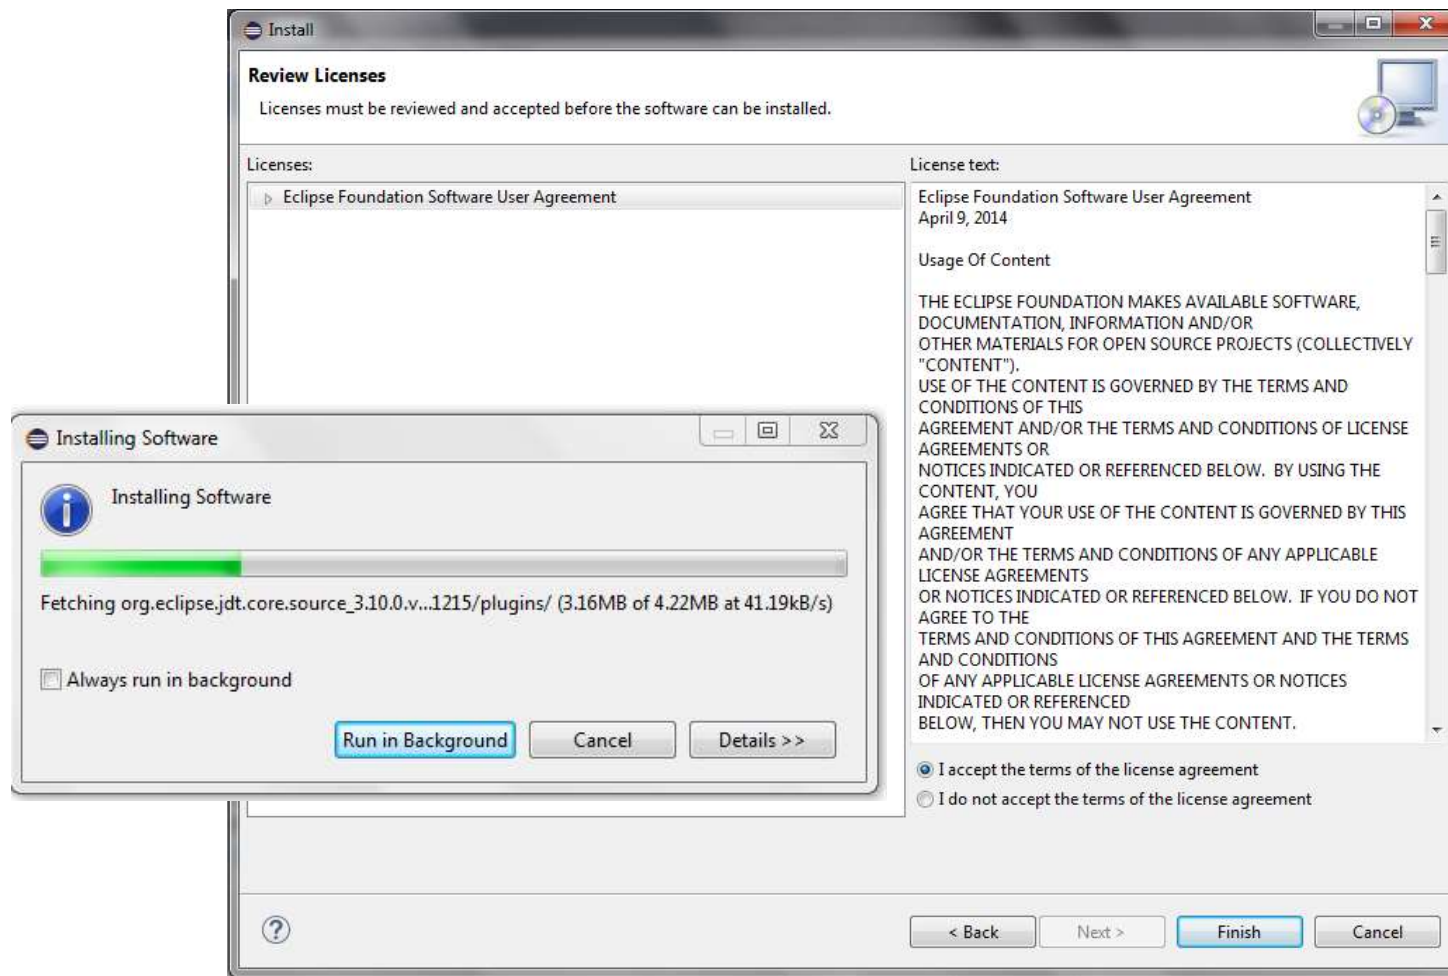 Install
Review Licenses
Licenses must be reviewed and accepted before the software can be installed.
Licenses:
Eclipse Foundation Software User Agreement
License text:
Eclipse Foundation Software User Agreement
April 9, 2014
Usage Of Content
THE ECLIPSE FOUNDATION MAKES AVAILABLE SOFTWARE,
DOCUMENTATION, INFORMATION AND/OR
OTHER MATERIALS FOR OPEN SOURCE PROJECTS (COLLECTIVELY
"CONTENT").
USE OF THE CONTENT IS GOVERNED BY THE TERMS AND
CONDITIONS OF THIS
AGREEMENT AND/OR THE TERMS AND CONDITIONS OF LICENSE
AGREEMENTS OR
NOTICES INDICATED OR REFERENCED BELOW.  BY USING THE
CONTENT, YOU
AGREE THAT YOUR USE OF THE CONTENT IS GOVERNED BY THIS
AGREEMENT
AND/OR THE TERMS AND CONDITIONS OF ANY APPLICABLE
LICENSE AGREEMENTS
OR NOTICES INDICATED OR REFERENCED BELOW.  IF YOU DO NOT
AGREE TO THE
TERMS AND CONDITIONS OF THIS AGREEMENT AND THE TERMS
AND CONDITIONS
OF ANY APPLICABLE LICENSE AGREEMENTS OR NOTICES
INDICATED OR REFERENCED
BELOW, THEN YOU MAY NOT USE THE CONTENT.
I accept the terms of the license agreement
I do not accept the terms of the license agreement
Installing Software
Installing Software
Fetching org.eclipse.jdt.core.source_3.10.0.v...1215/plugins/ (3.16MB of 4.22MB at 41.19kB/s)
Always run in background
Run in Background
Cancel
Details >>
?
< Back
Next >
Finish
Cancel